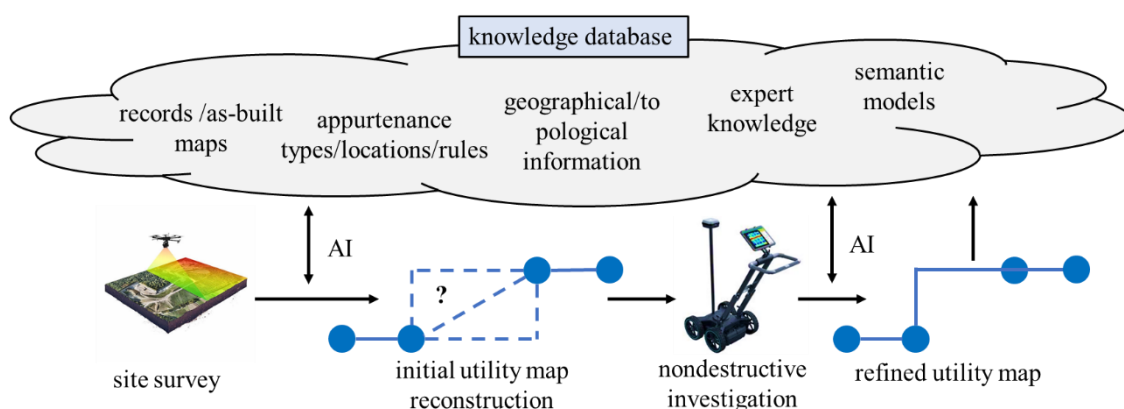 knowledge database
records /as-built
maps
appurtenance
types/locations/rules
geographical/to
pological
information
expert
knowledge
semantic
models
AI
AI
?
site survey
initial utility map
reconstruction
nondestructive
investigation
refined utility map